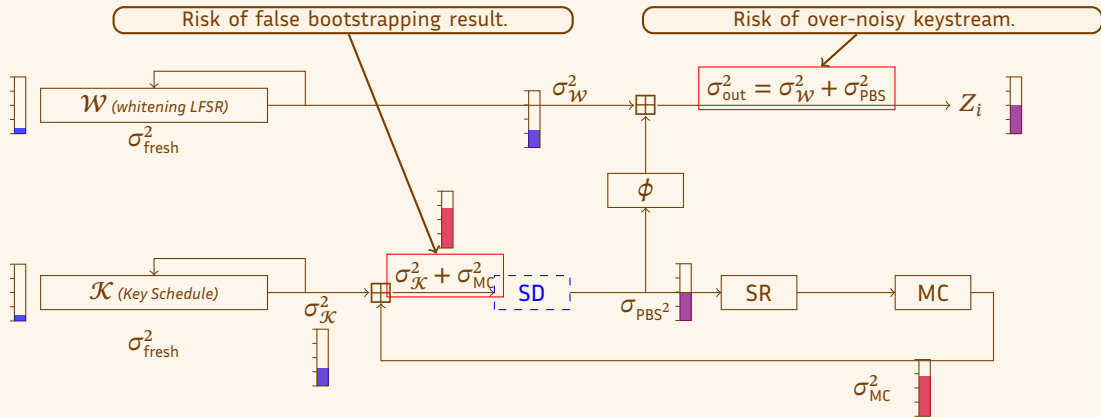 Risk of false bootstrapping result.
Risk of over-noisy keystream.
𝒲 (whitening LFSR)
σ²_fresh
σ²_𝒲
σ²_out = σ²_𝒲 + σ²_PBS
Z_i
ϕ
𝒦 (Key Schedule)
σ²_fresh
σ²_𝒦
σ²_𝒦 + σ²_MC
SD
σ_PBS²
SR
MC
σ²_MC